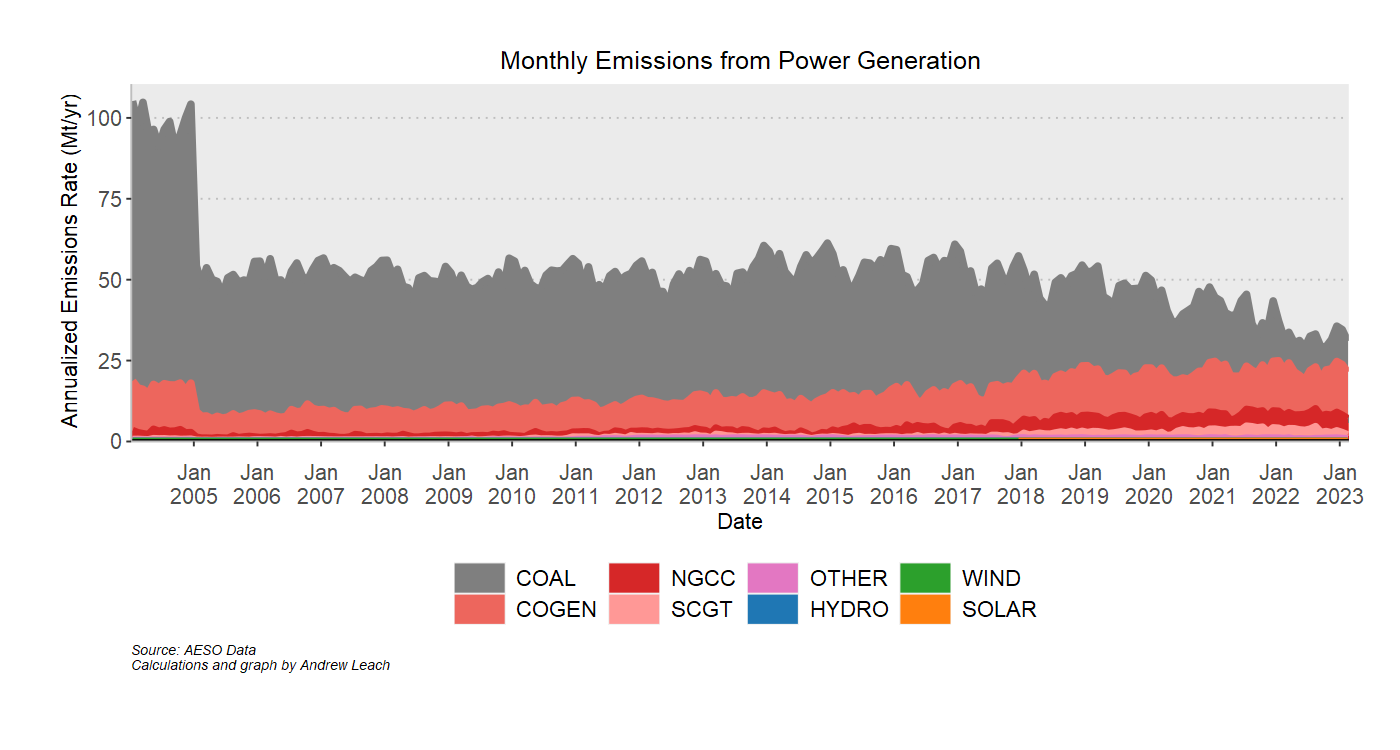 Monthly Emissions from Power Generation
Annualized Emissions Rate (Mt/yr)
100
75
50
25
0
Jan Jan Jan Jan Jan Jan Jan Jan Jan Jan Jan Jan Jan Jan Jan Jan Jan Jan Jan
2005 2006 2007 2008 2009 2010 2011 2012 2013 2014 2015 2016 2017 2018 2019 2020 2021 2022 2023
Date
COAL NGCC OTHER WIND
COGEN SCGT HYDRO SOLAR
Source: AESO Data
Calculations and graph by Andrew Leach